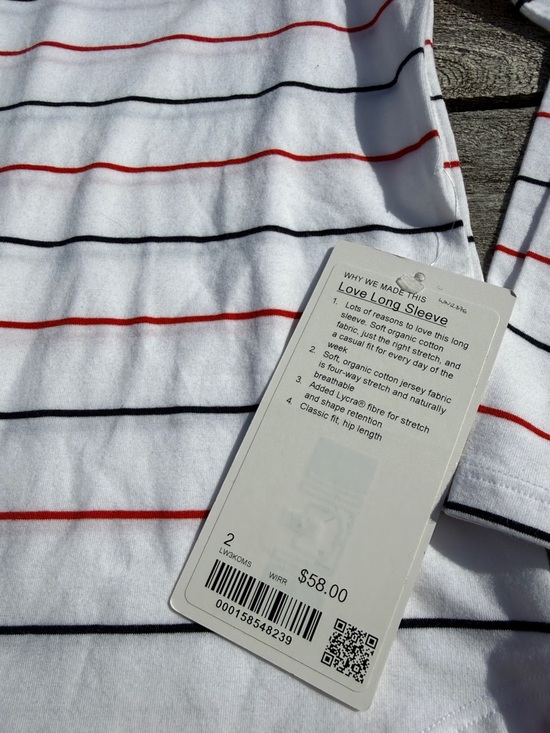 WHY WE MADE THIS
Love Long Sleeve
1. Lots of reasons to love this long
sleeve. Soft organic cotton
fabric, just the right stretch, and
a casual fit for every day of the
week
2. Soft, organic cotton jersey fabric
is four-way stretch and naturally
breathable
3. Added Lycra® fibre for stretch
and shape retention
4. Classic fit, hip length
2
LW3KOMS WIRR $58.00
000158548239